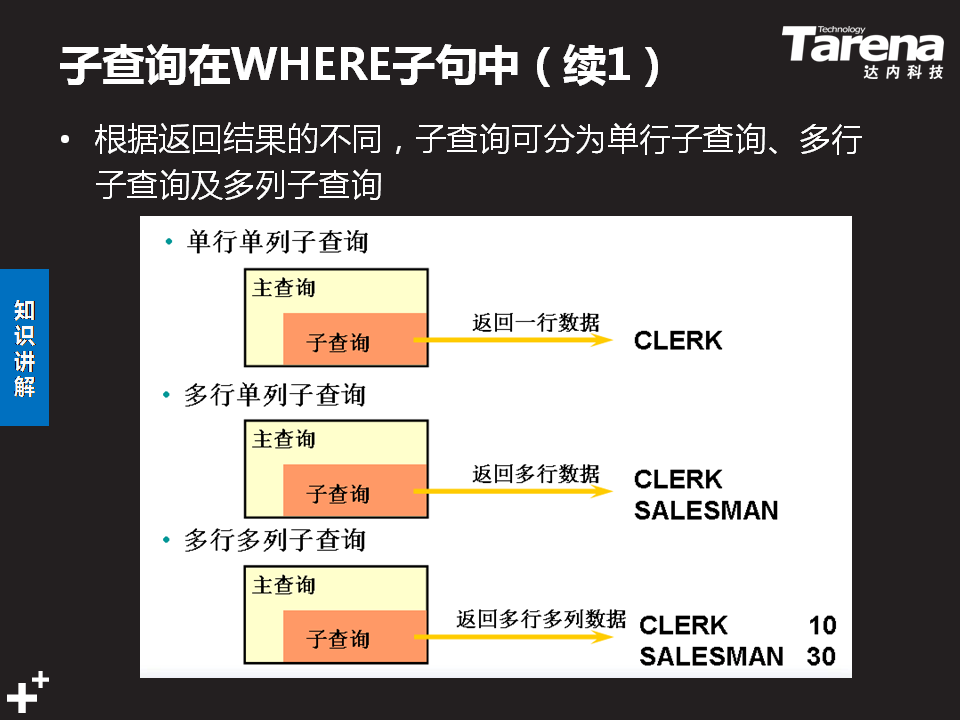 子查询在WHERE子句中（续1）
Technology
Tarena
达内科技
• 根据返回结果的不同，子查询可分为单行子查询、多行
子查询及多列子查询
知识讲解
• 单行单列子查询
主查询
子查询
返回一行数据
CLERK
• 多行单列子查询
主查询
子查询
返回多行数据
CLERK
SALESMAN
• 多行多列子查询
主查询
子查询
返回多行多列数据
CLERK 10
SALESMAN 30